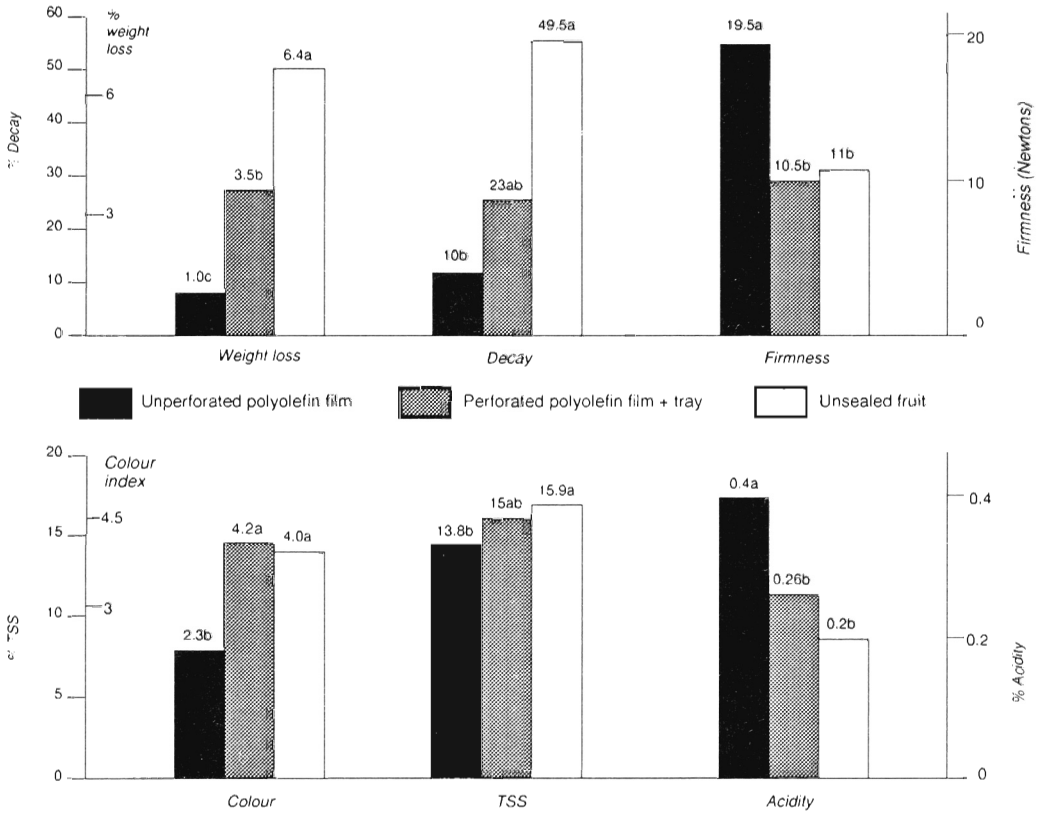 60
50
40
30
20
10
0
% Decay
% weight loss
6
3
1.0c
3.5b
6.4a
10b
23ab
49.5a
19.5a
10.5b
11b
20
10
0
Firmness (Newtons)
Weight loss
Decay
Firmness
Unperforated polyolefin film
Perforated polyolefin film + tray
Unsealed fruit
20
15
10
5
0
% TSS
Colour index
4.5
3
2.3b
4.2a
4.0a
13.8b
15ab
15.9a
0.4a
0.26b
0.2b
0.4
0.2
0
% Acidity
Colour
TSS
Acidity